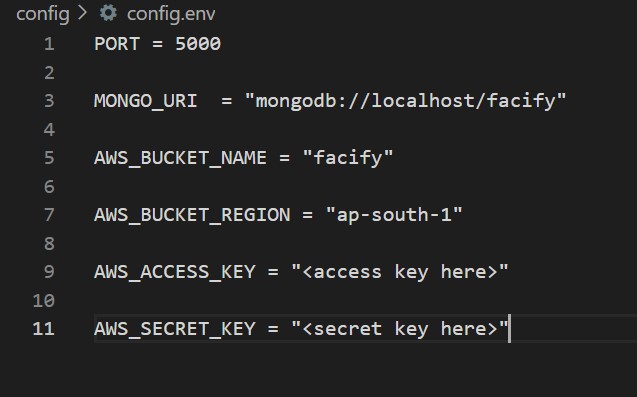 config > config.env
1 PORT = 5000
2
3 MONGO_URI  = "mongodb://localhost/facify"
4
5 AWS_BUCKET_NAME = "facify"
6
7 AWS_BUCKET_REGION = "ap-south-1"
8
9 AWS_ACCESS_KEY = "<access key here>"
10
11 AWS_SECRET_KEY = "<secret key here>"